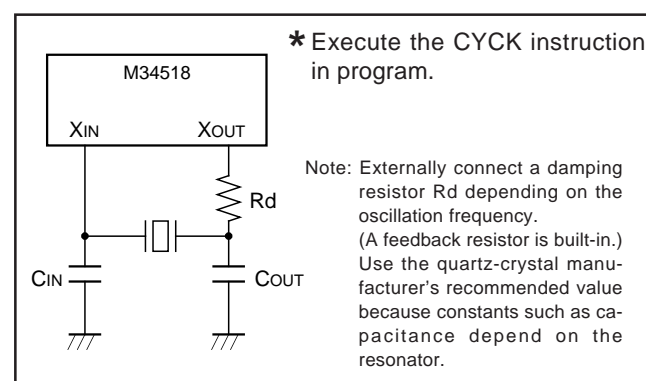 M34518
XIN
XOUT
Rd
CIN
COUT
* Execute the CYCK instruction
in program.
Note: Externally connect a damping
resistor Rd depending on the
oscillation frequency.
(A feedback resistor is built-in.)
Use the quartz-crystal manu-
facturer's recommended value
because constants such as ca-
pacitance depend on the
resonator.